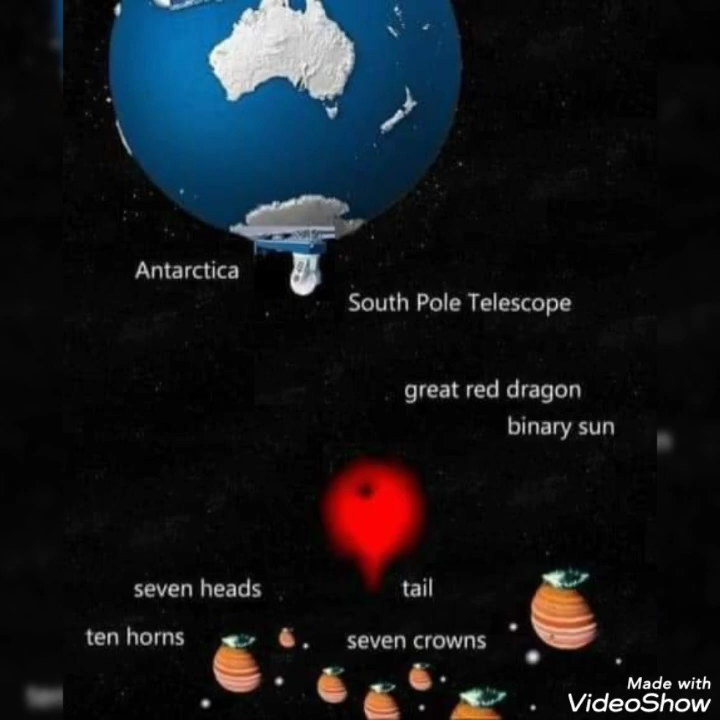 Antarctica
South Pole Telescope
great red dragon
binary sun
seven heads
tail
ten horns
seven crowns
Made with
VideoShow